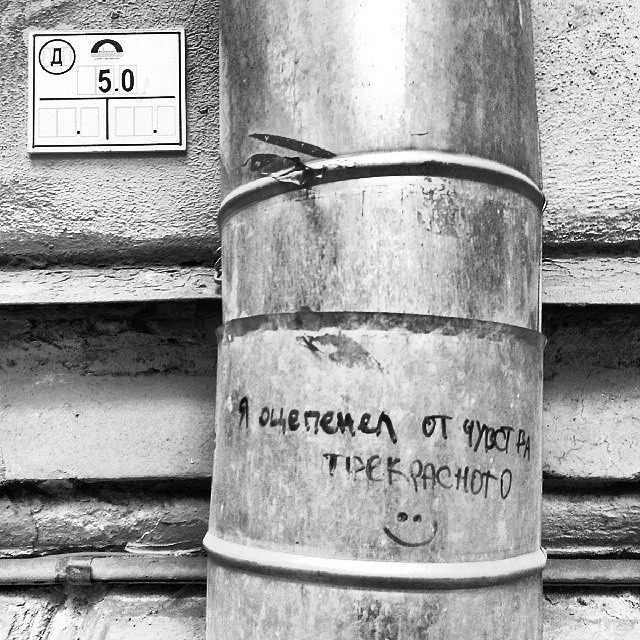 Д
5.0
Я оцепенел от чувства
прекрасного